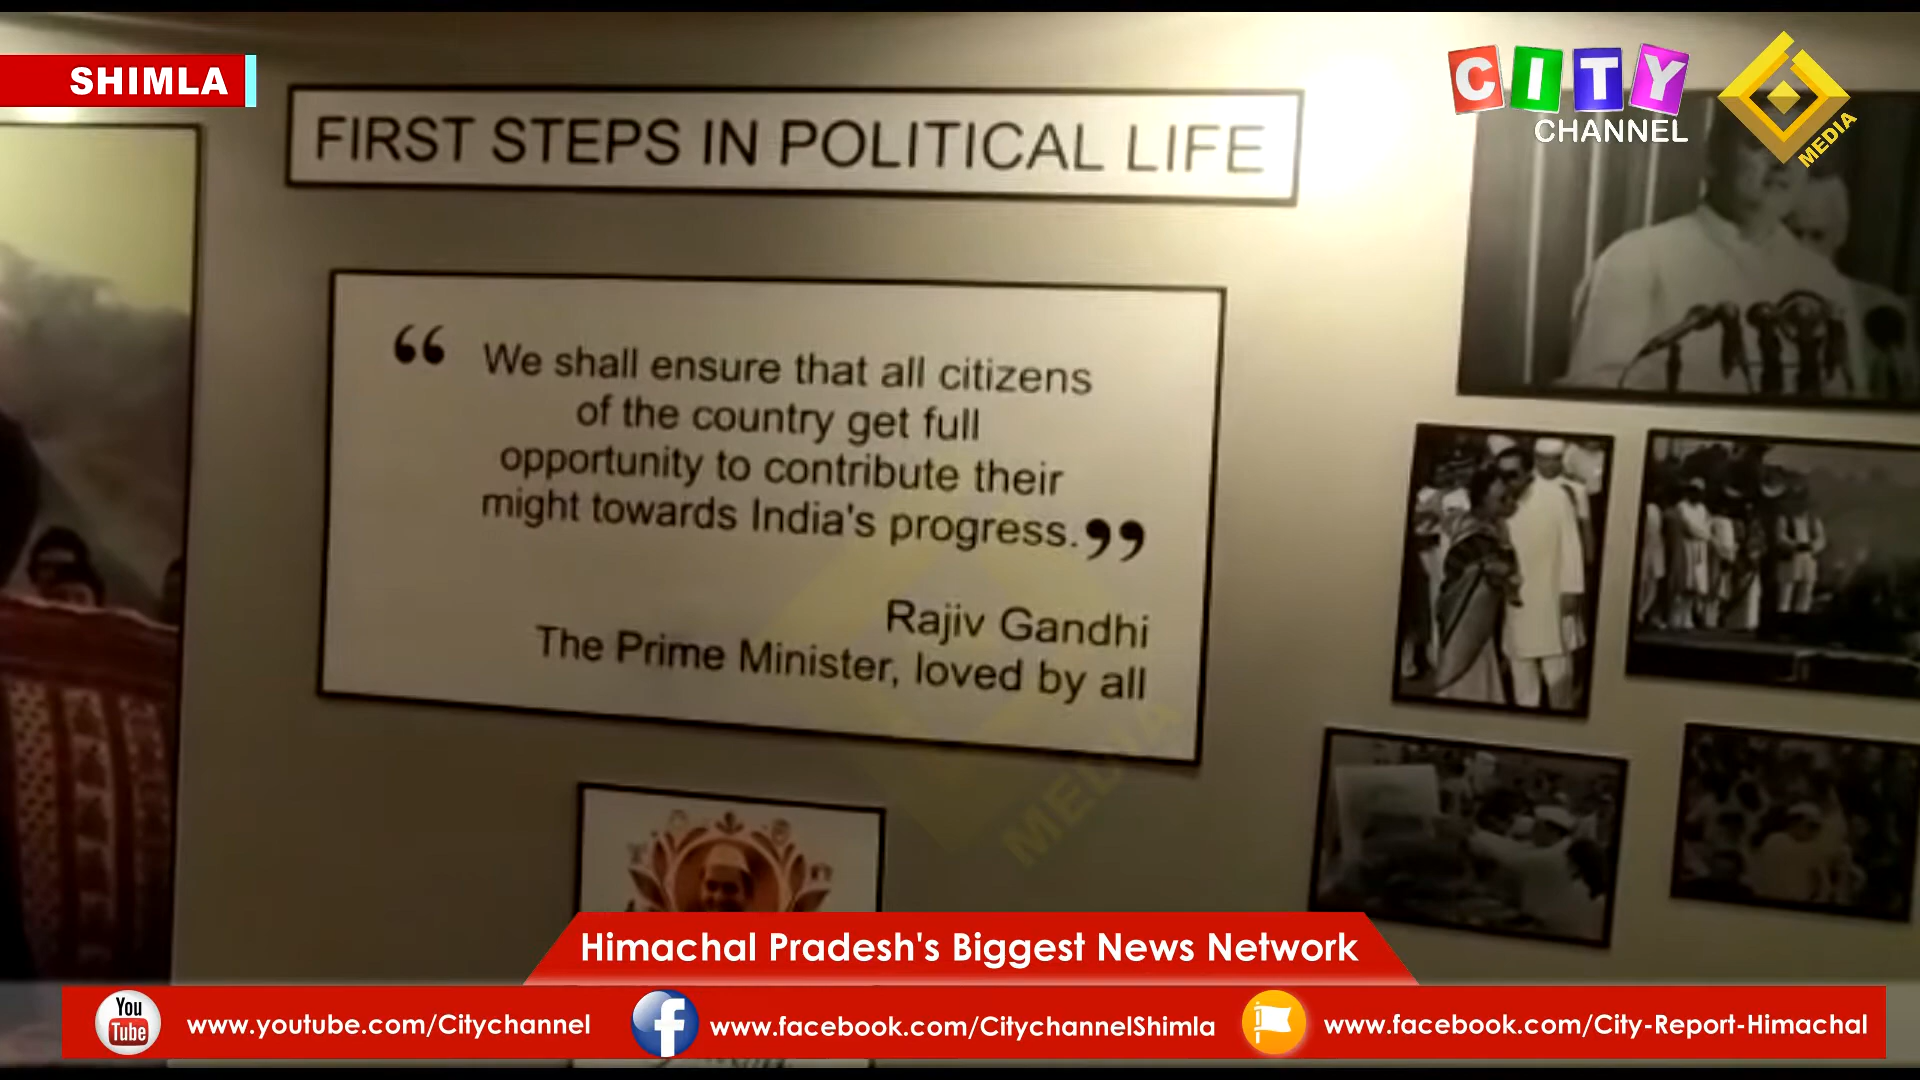 SHIMLA
CITY
CHANNEL
MEDIA
FIRST STEPS IN POLITICAL LIFE
“ We shall ensure that all citizens
of the country get full
opportunity to contribute their
might towards India's progress.”
Rajiv Gandhi
The Prime Minister, loved by all
MEDIA
Himachal Pradesh's Biggest News Network
You
Tube
www.youtube.com/Citychannel
f
www.facebook.com/CitychannelShimla
www.facebook.com/City-Report-Himachal